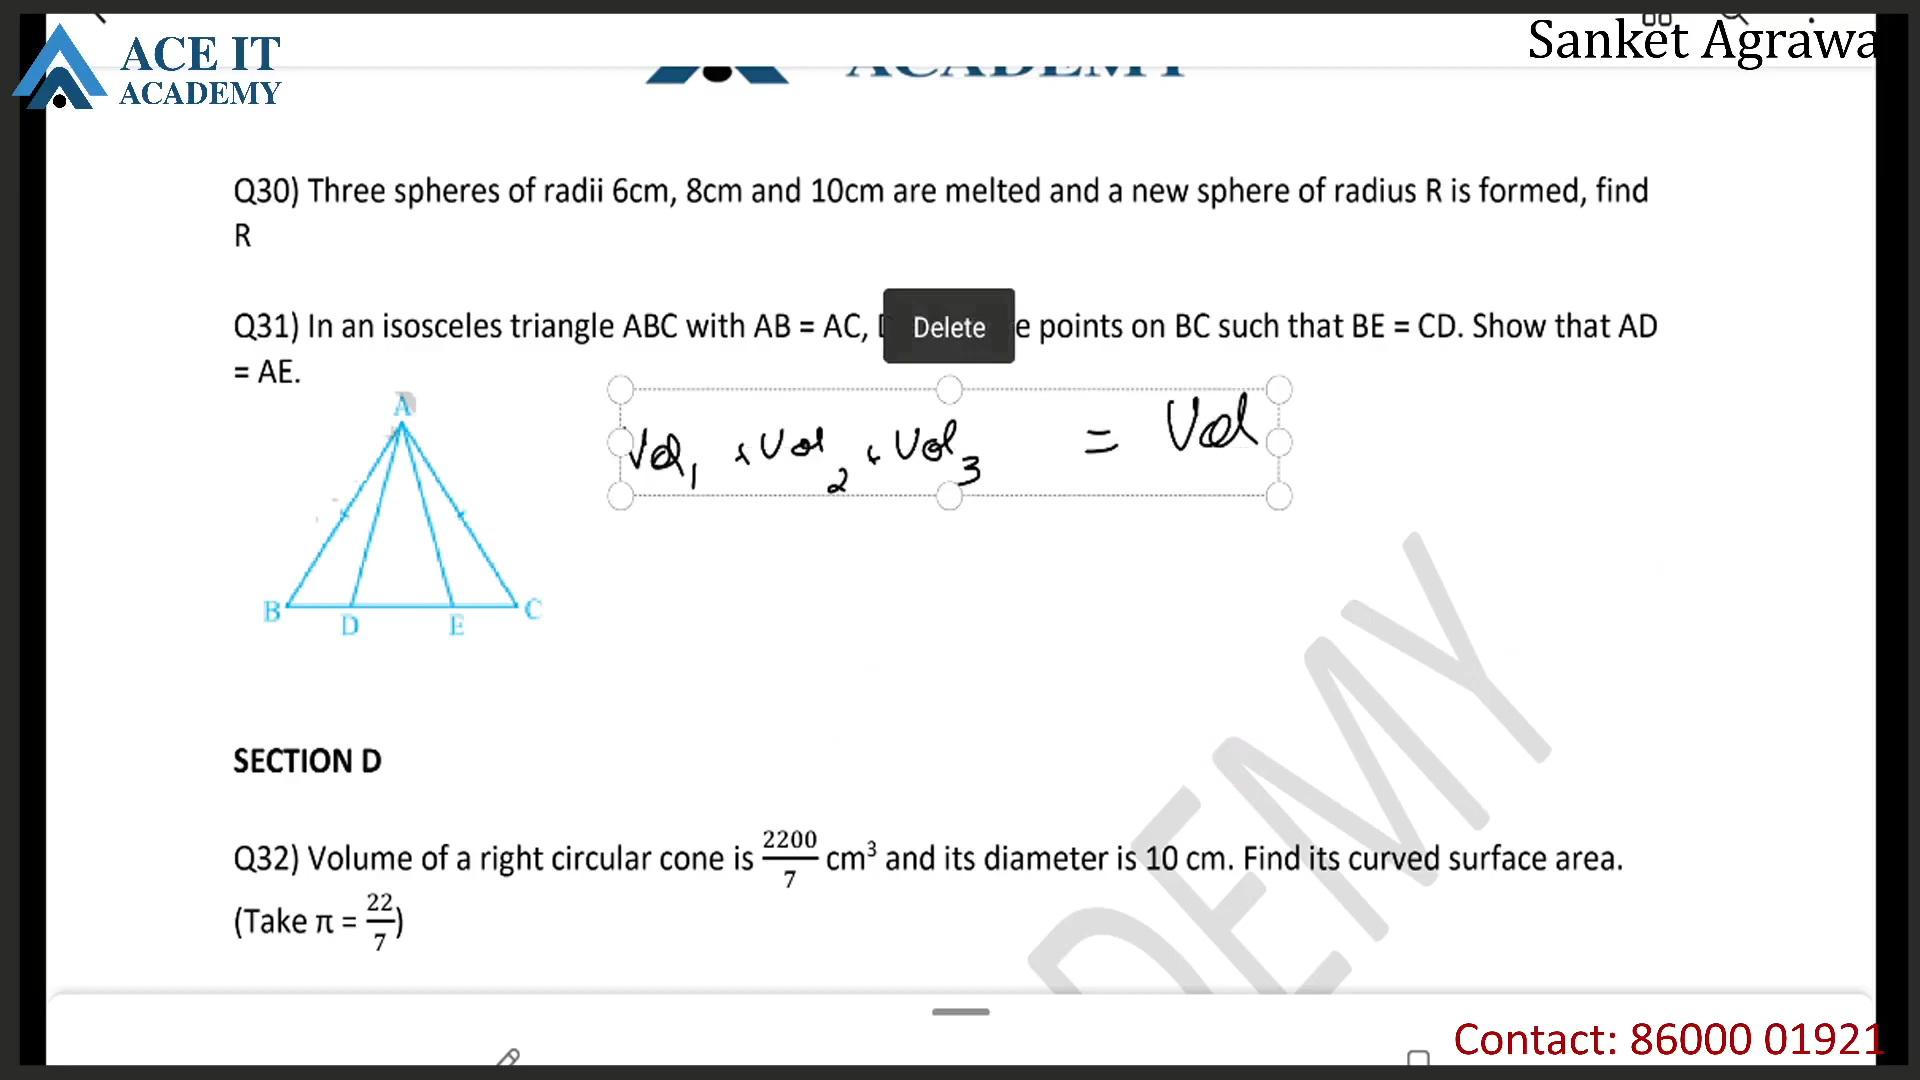 ACE IT
ACADEMY
Sanket Agrawa
ACADEMY
Q30) Three spheres of radii 6cm, 8cm and 10cm are melted and a new sphere of radius R is formed, find
R
Q31) In an isosceles triangle ABC with AB = AC, Delete e points on BC such that BE = CD. Show that AD
= AE.
Vol₁ + Vol₂ + Vol₃ = Vol
A
B
D
E
C
SECTION D
Q32) Volume of a right circular cone is 2200/7 cm³ and its diameter is 10 cm. Find its curved surface area.
(Take π = 22/7)
DEMY
Contact: 86000 01921